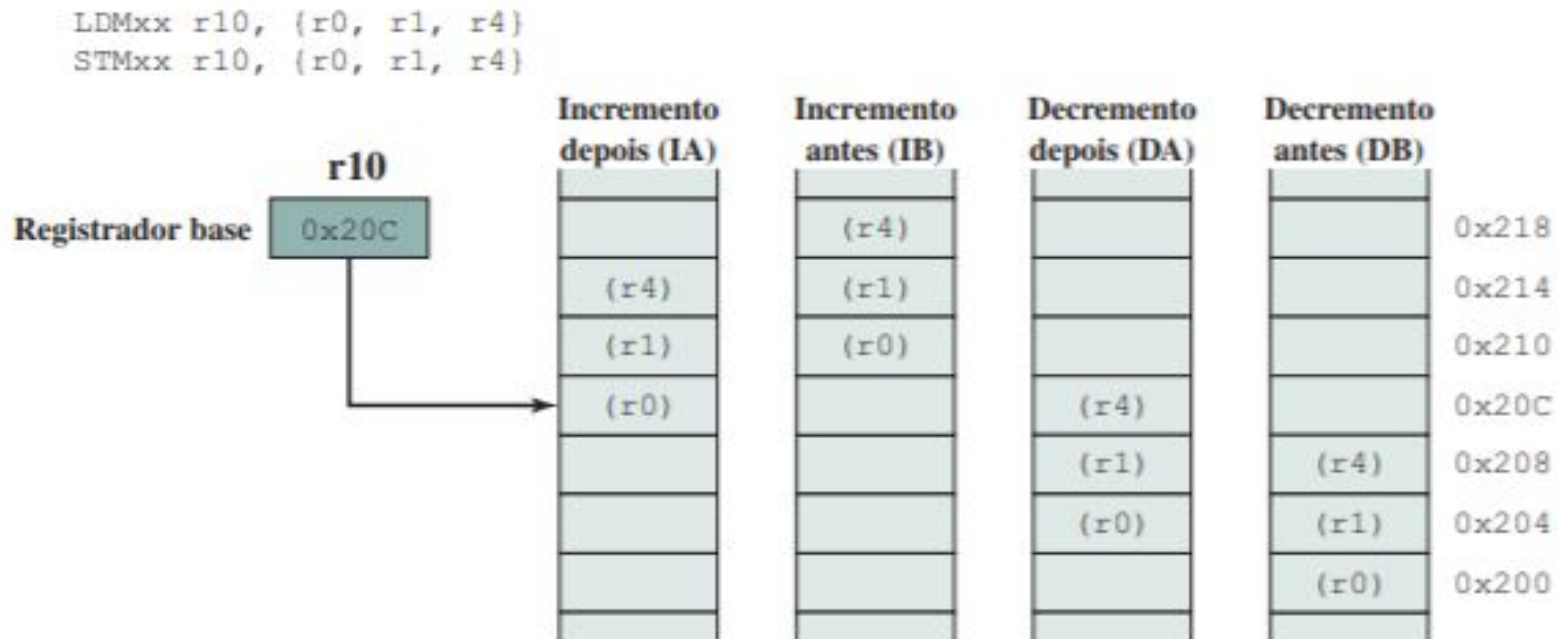 LDMxx r10, {r0, r1, r4}
STMxx r10, {r0, r1, r4}
Incremento depois (IA)
Incremento antes (IB)
Decremento depois (DA)
Decremento antes (DB)
r10
Registrador base 0x20C
(r4) 0x218
(r4) (r1) 0x214
(r1) (r0) 0x210
(r0) (r4) 0x20C
(r1) (r4) 0x208
(r0) (r1) 0x204
(r0) 0x200